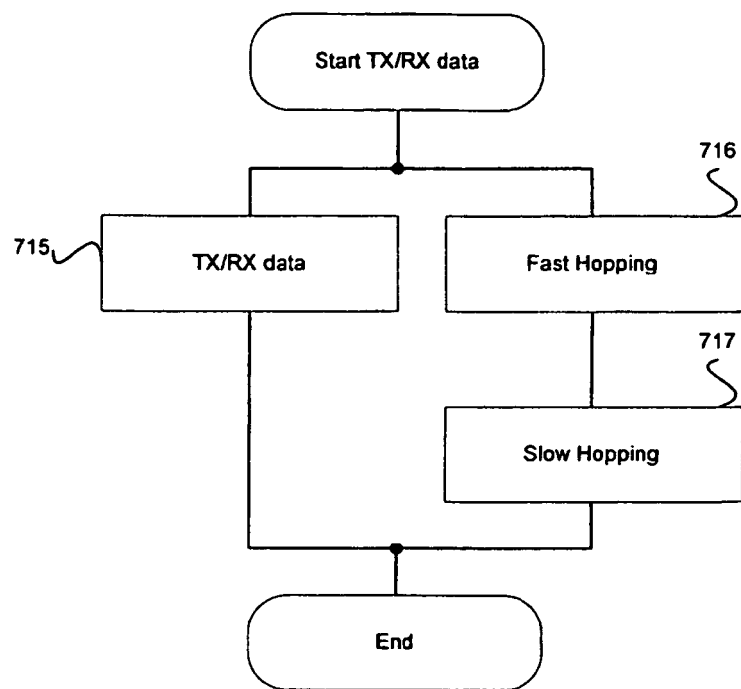 Start TX/RX data
716
715
TX/RX data
Fast Hopping
717
Slow Hopping
End